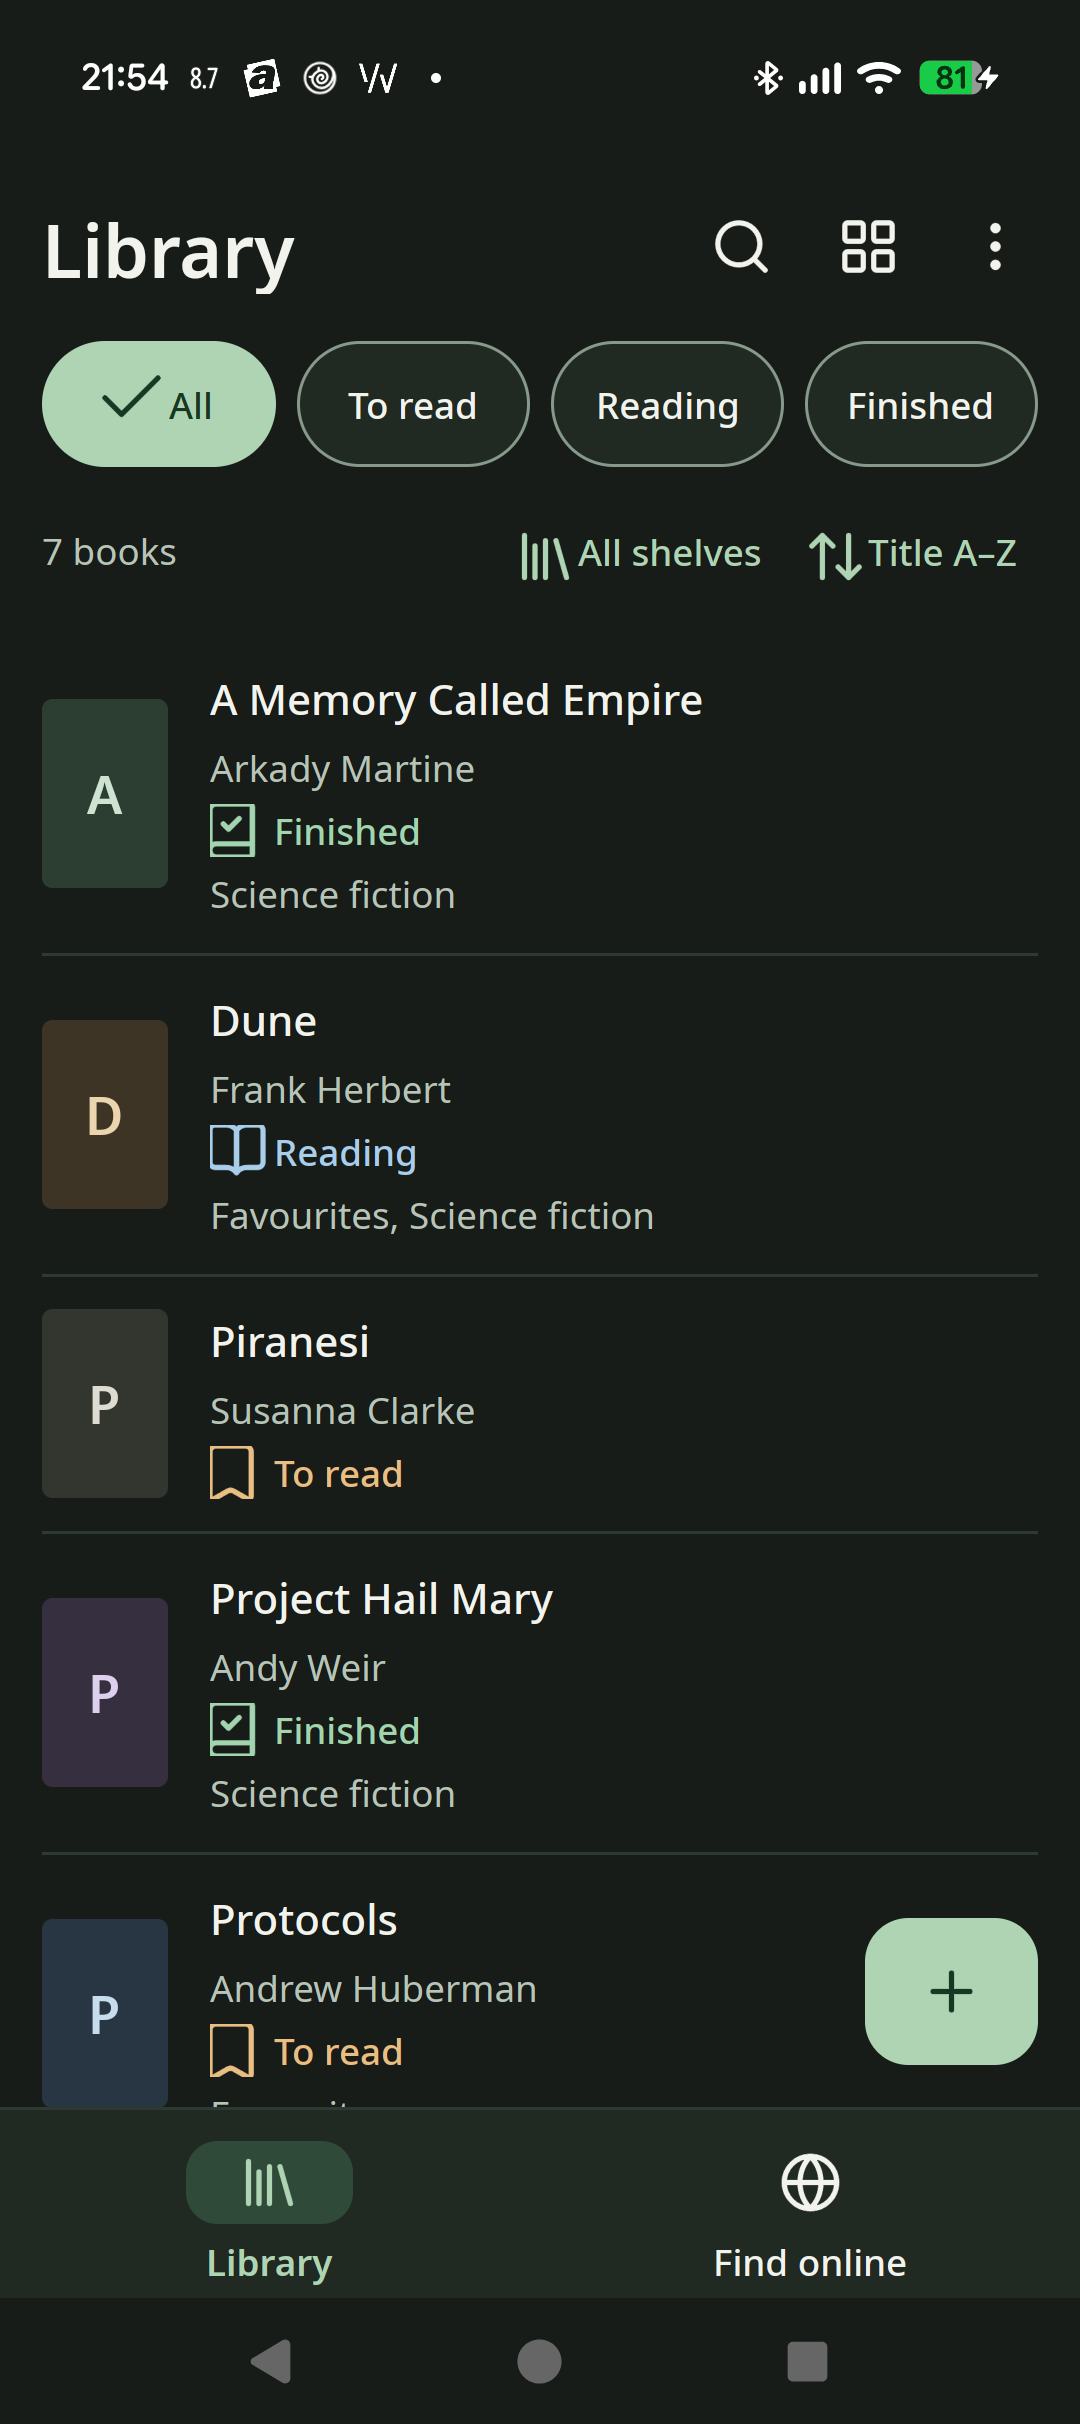 21:54 8.7 81
Library
All To read Reading Finished
7 books All shelves Title A–Z
A
A Memory Called Empire
Arkady Martine
Finished
Science fiction
D
Dune
Frank Herbert
Reading
Favourites, Science fiction
P
Piranesi
Susanna Clarke
To read
P
Project Hail Mary
Andy Weir
Finished
Science fiction
P
Protocols
Andrew Huberman
To read
Library Find online